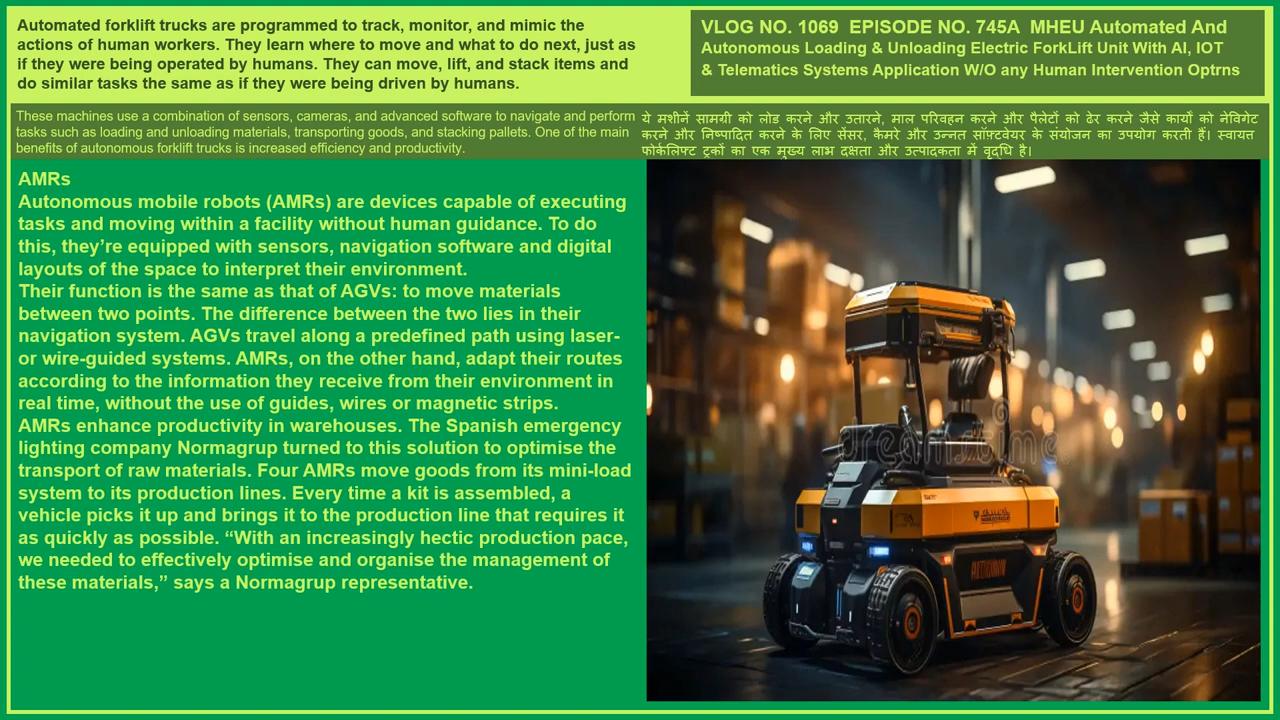 Automated forklift trucks are programmed to track, monitor, and mimic the
actions of human workers. They learn where to move and what to do next, just as
if they were being operated by humans. They can move, lift, and stack items and
do similar tasks the same as if they were being driven by humans.
VLOG NO. 1069 EPISODE NO. 745A MHEU Automated And
Autonomous Loading & Unloading Electric ForkLift Unit With AI, IOT
& Telematics Systems Application W/O any Human Intervention Optrns
These machines use a combination of sensors, cameras, and advanced software to navigate and perform
tasks such as loading and unloading materials, transporting goods, and stacking pallets. One of the main
benefits of autonomous forklift trucks is increased efficiency and productivity.
ये मशीनें सामग्री को लोड करने और उतारने, माल परिवहन करने और पैलेटों को ढेर करने जैसे कार्यों को नेविगेट
करने और निष्पादित करने के लिए सेंसर, कैमरे और उन्नत सॉफ़्टवेयर के संयोजन का उपयोग करती हैं। स्वायत्त
फोर्कलिफ्ट ट्रकों का एक मुख्य लाभ दक्षता और उत्पादकता में वृद्धि है।
AMRs
Autonomous mobile robots (AMRs) are devices capable of executing
tasks and moving within a facility without human guidance. To do
this, they’re equipped with sensors, navigation software and digital
layouts of the space to interpret their environment.
Their function is the same as that of AGVs: to move materials
between two points. The difference between the two lies in their
navigation system. AGVs travel along a predefined path using laser-
or wire-guided systems. AMRs, on the other hand, adapt their routes
according to the information they receive from their environment in
real time, without the use of guides, wires or magnetic strips.
AMRs enhance productivity in warehouses. The Spanish emergency
lighting company Normagrup turned to this solution to optimise the
transport of raw materials. Four AMRs move goods from its mini-load
system to its production lines. Every time a kit is assembled, a
vehicle picks it up and brings it to the production line that requires it
as quickly as possible. “With an increasingly hectic production pace,
we needed to effectively optimise and organise the management of
these materials,” says a Normagrup representative.